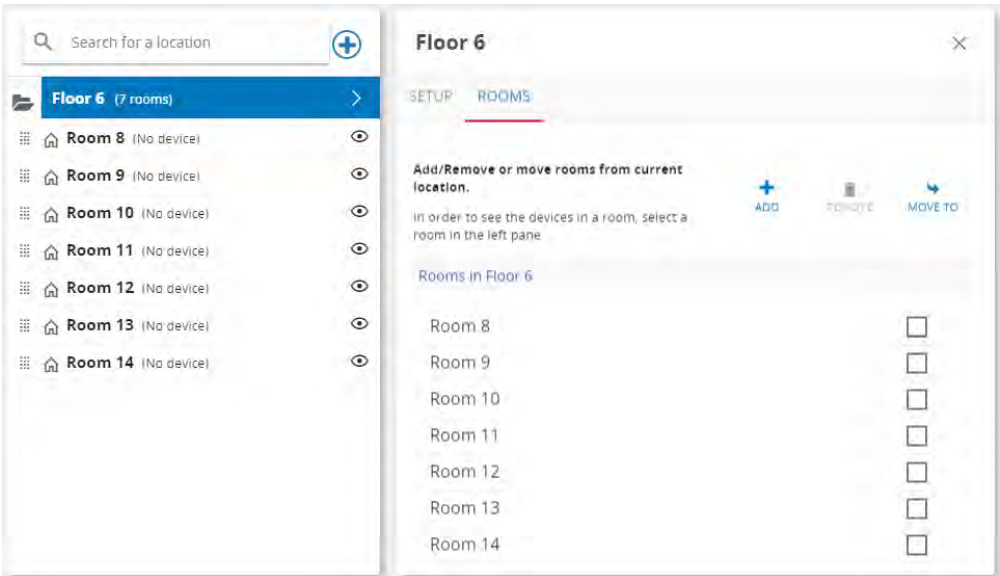 Search for a location
Floor 6 (7 rooms)
Room 8 (No device)
Room 9 (No device)
Room 10 (No device)
Room 11 (No device)
Room 12 (No device)
Room 13 (No device)
Room 14 (No device)
Floor 6
SETUP ROOMS
Add/Remove or move rooms from current
location.
In order to see the devices in a room, select a
room in the left pane
ADD REMOVE MOVE TO
Rooms in Floor 6
Room 8
Room 9
Room 10
Room 11
Room 12
Room 13
Room 14